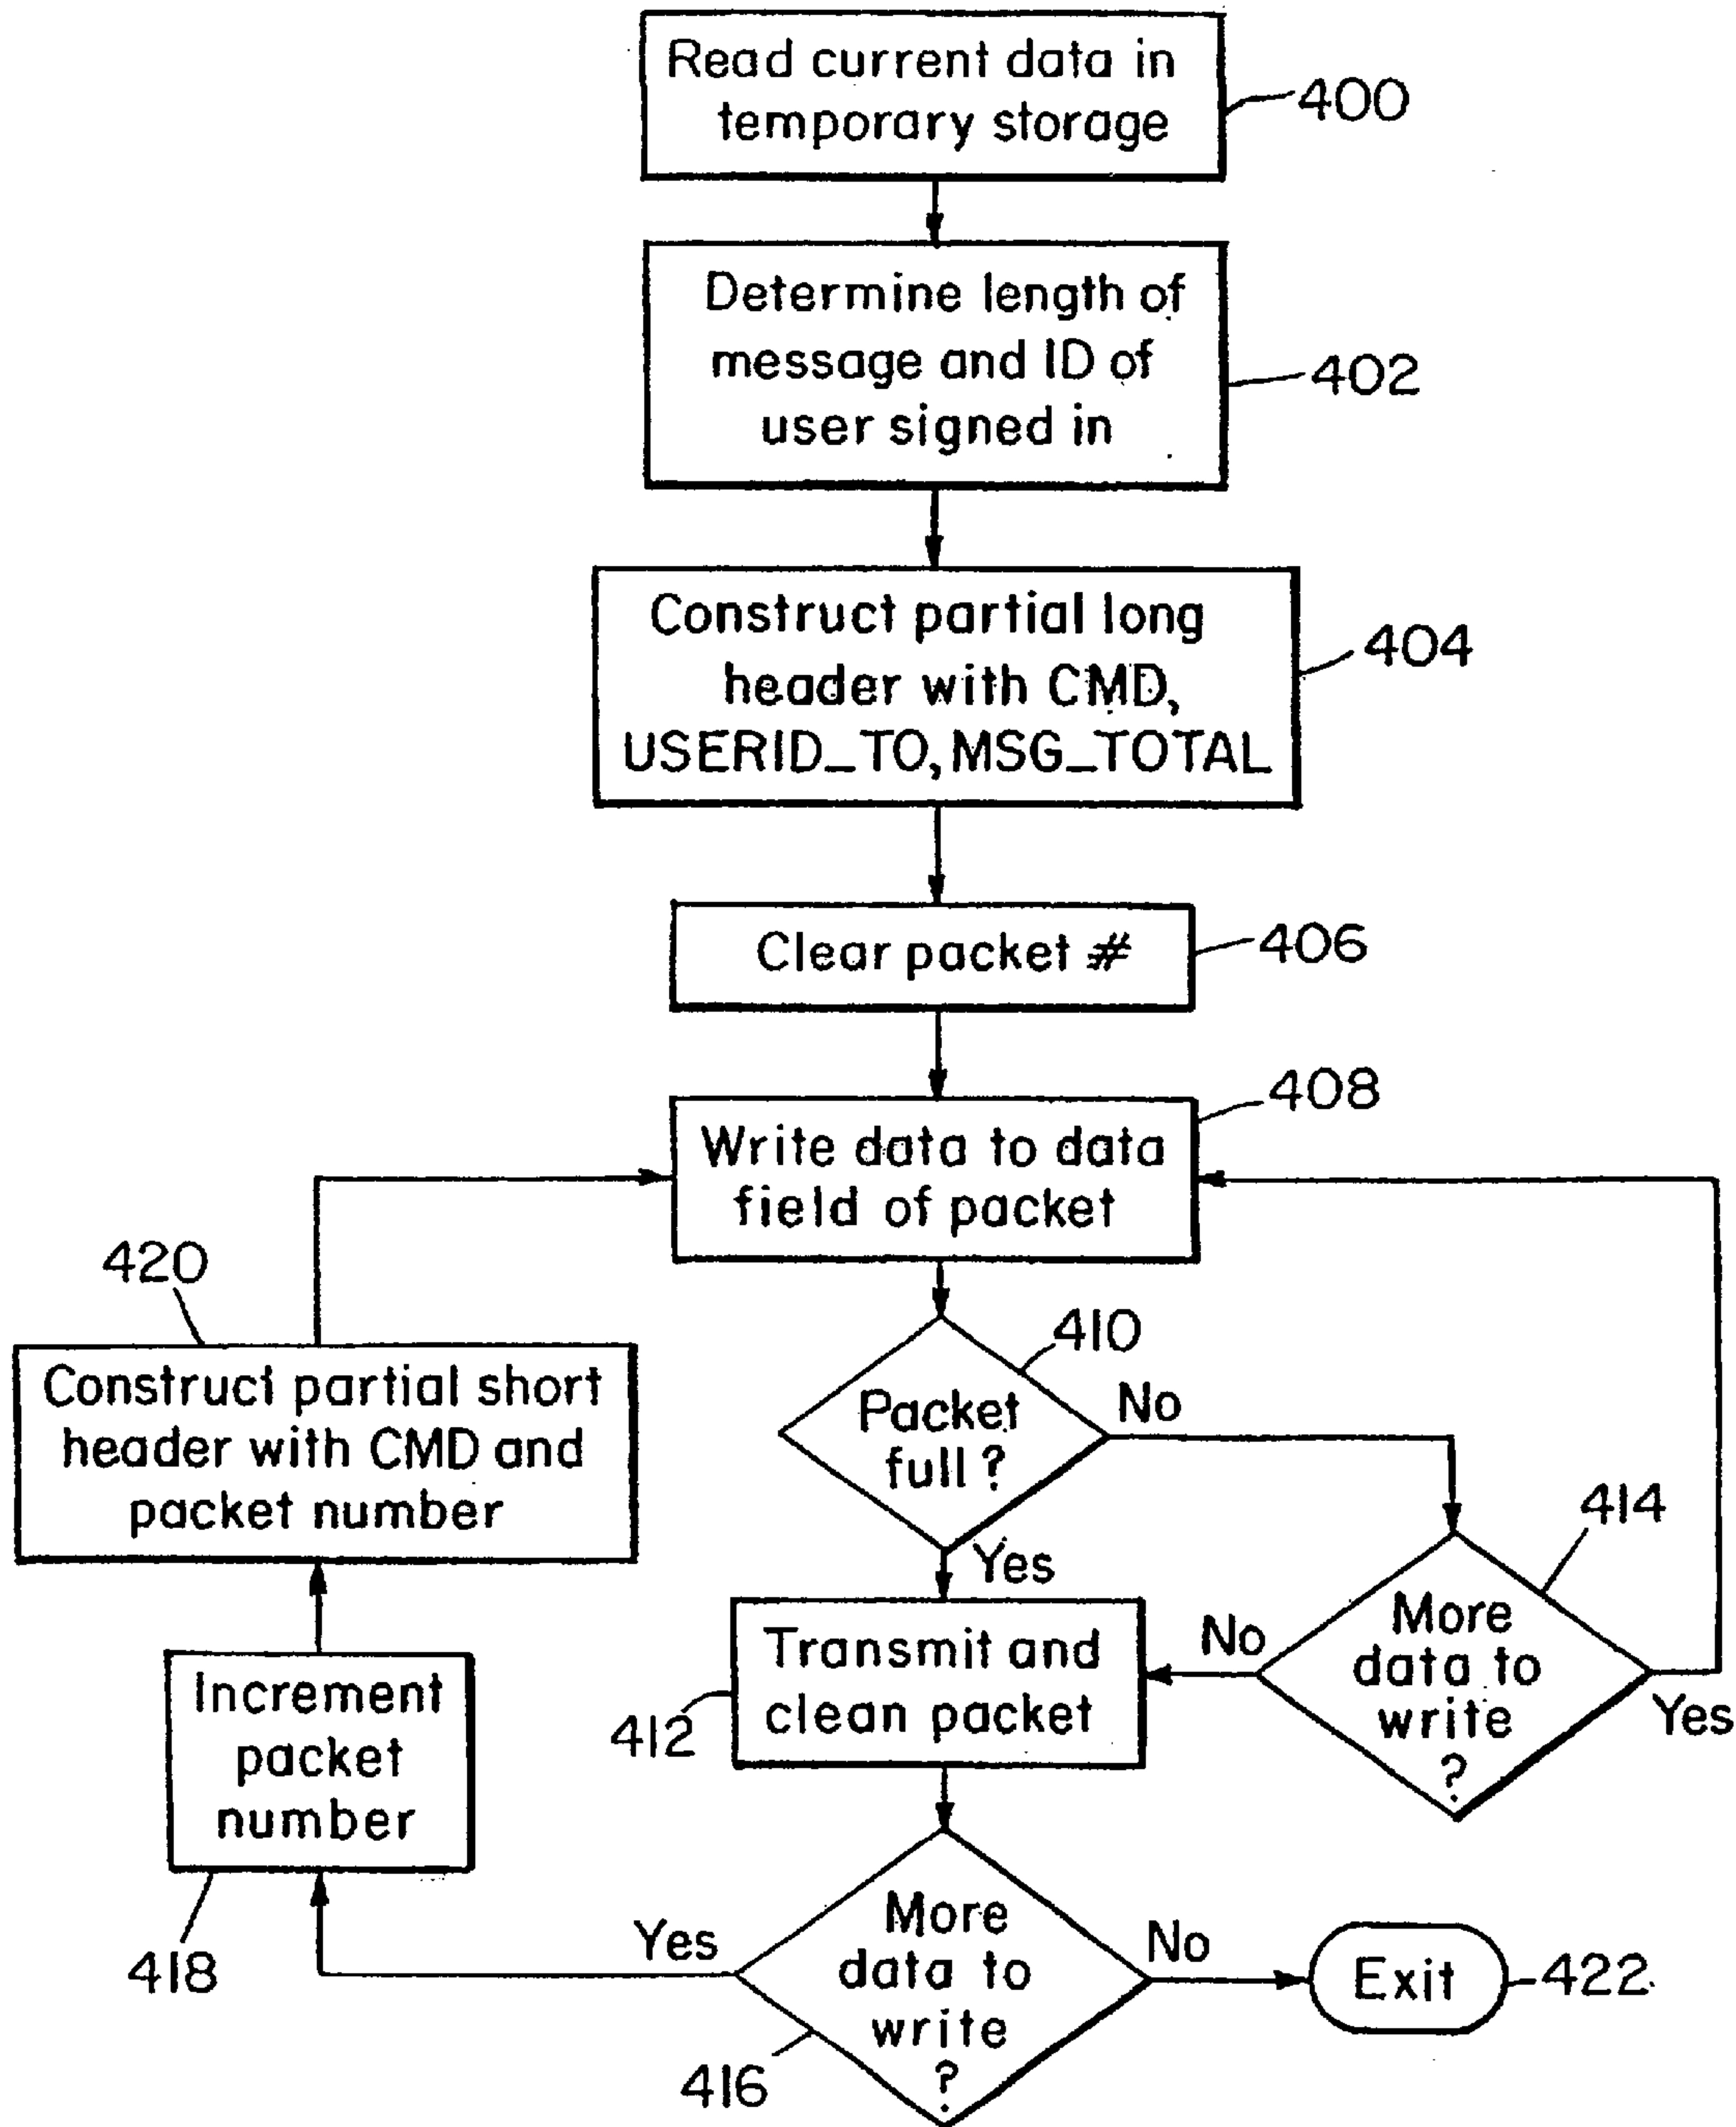 Read current data in
temporary storage
400
Determine length of
message and ID of
user signed in
402
Construct partial long
header with CMD,
USERID_TO, MSG_TOTAL
404
Clear packet #
406
408
Write data to data
field of packet
420
Construct partial short
header with CMD and
packet number
410
Packet
full?
No
Yes
414
More
data to
write
?
No
Yes
Transmit and
clean packet
412
Increment
packet
number
418
More
data to
write
?
Yes
No
416
Exit
422